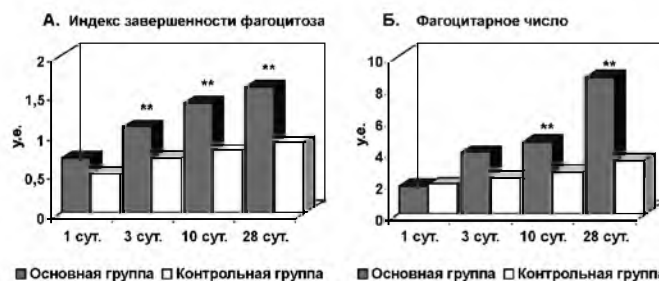 А. Индекс завершенности фагоцитоза
у.е.
2
1,5
1
0,5
0
**
**
**
1 сут. 3 сут. 10 сут. 28 сут.
Основная группа Контрольная группа
Б. Фагоцитарное число
у.е.
10
8
6
4
2
0
**
**
1 сут. 3 сут. 10 сут. 28 сут.
Основная группа Контрольная группа